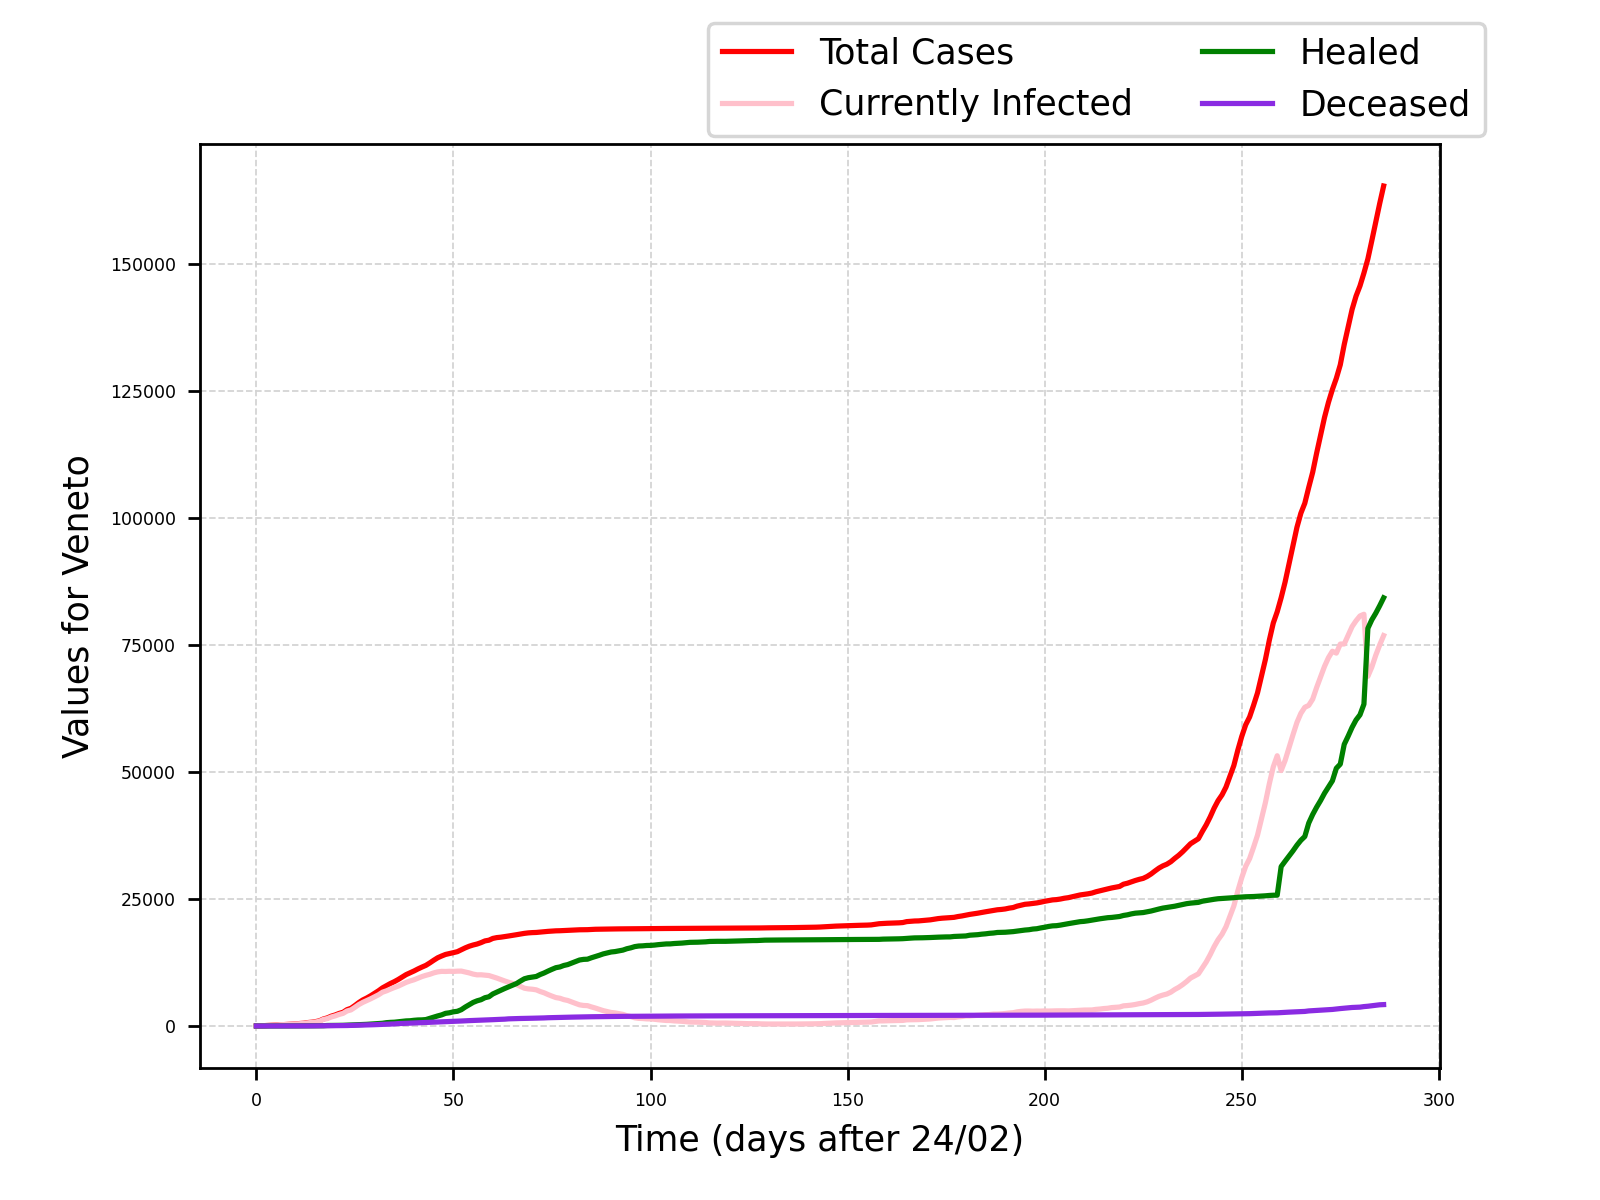 Total Cases
Currently Infected
Healed
Deceased
150000
125000
100000
75000
50000
25000
0
Values for Veneto
0 50 100 150 200 250 300
Time (days after 24/02)